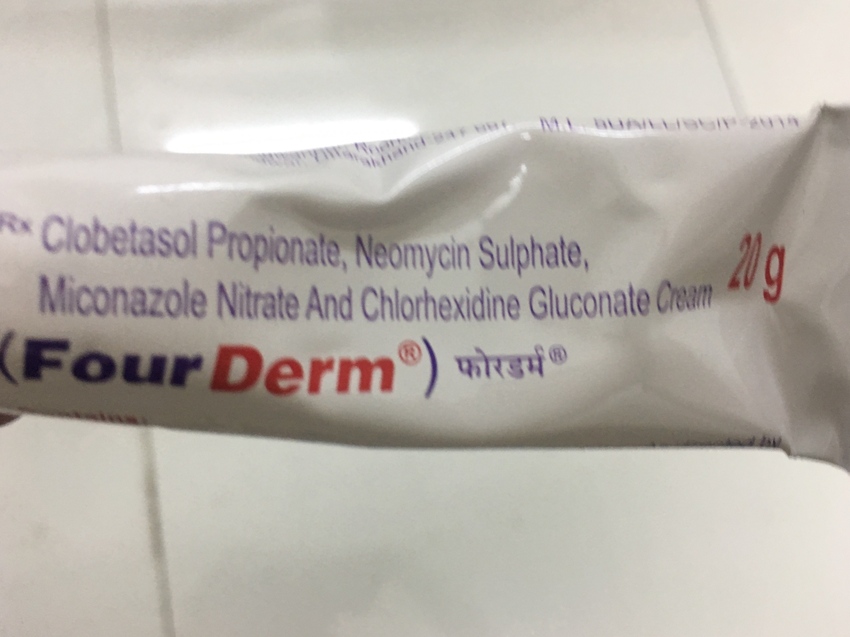 M.L.
Rx Clobetasol Propionate, Neomycin Sulphate,
Miconazole Nitrate And Chlorhexidine Gluconate Cream
20 g
(FourDerm®) फोरडर्म®